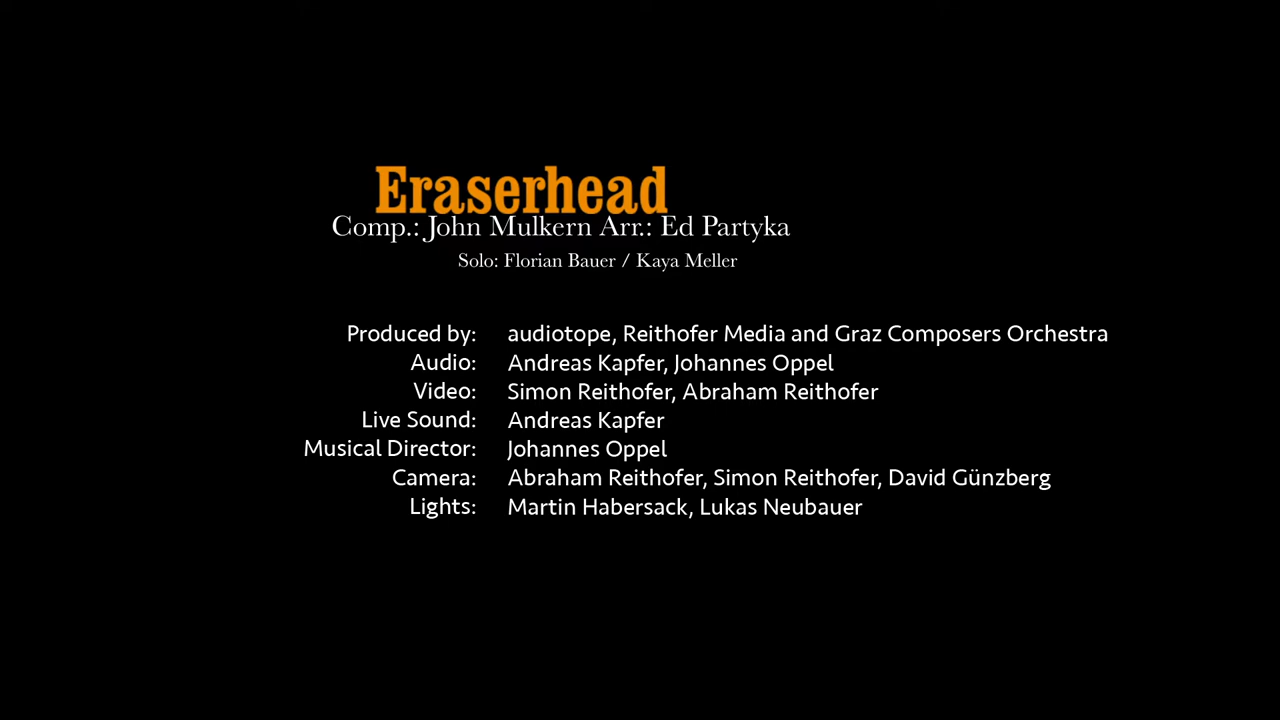 Eraserhead
Comp.: John Mulkern Arr.: Ed Partyka
Solo: Florian Bauer / Kaya Meller
Produced by: audiotope, Reithofer Media and Graz Composers Orchestra
Audio: Andreas Kapfer, Johannes Oppel
Video: Simon Reithofer, Abraham Reithofer
Live Sound: Andreas Kapfer
Musical Director: Johannes Oppel
Camera: Abraham Reithofer, Simon Reithofer, David Günzberg
Lights: Martin Habersack, Lukas Neubauer